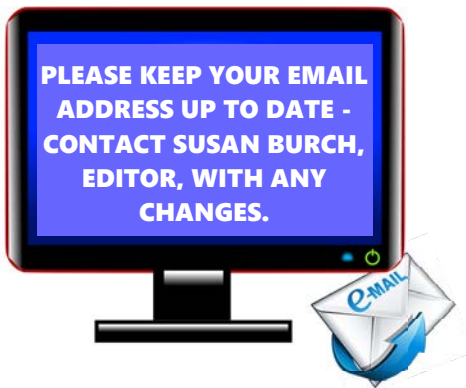 PLEASE KEEP YOUR EMAIL
ADDRESS UP TO DATE -
CONTACT SUSAN BURCH,
EDITOR, WITH ANY
CHANGES.
e-MAIL